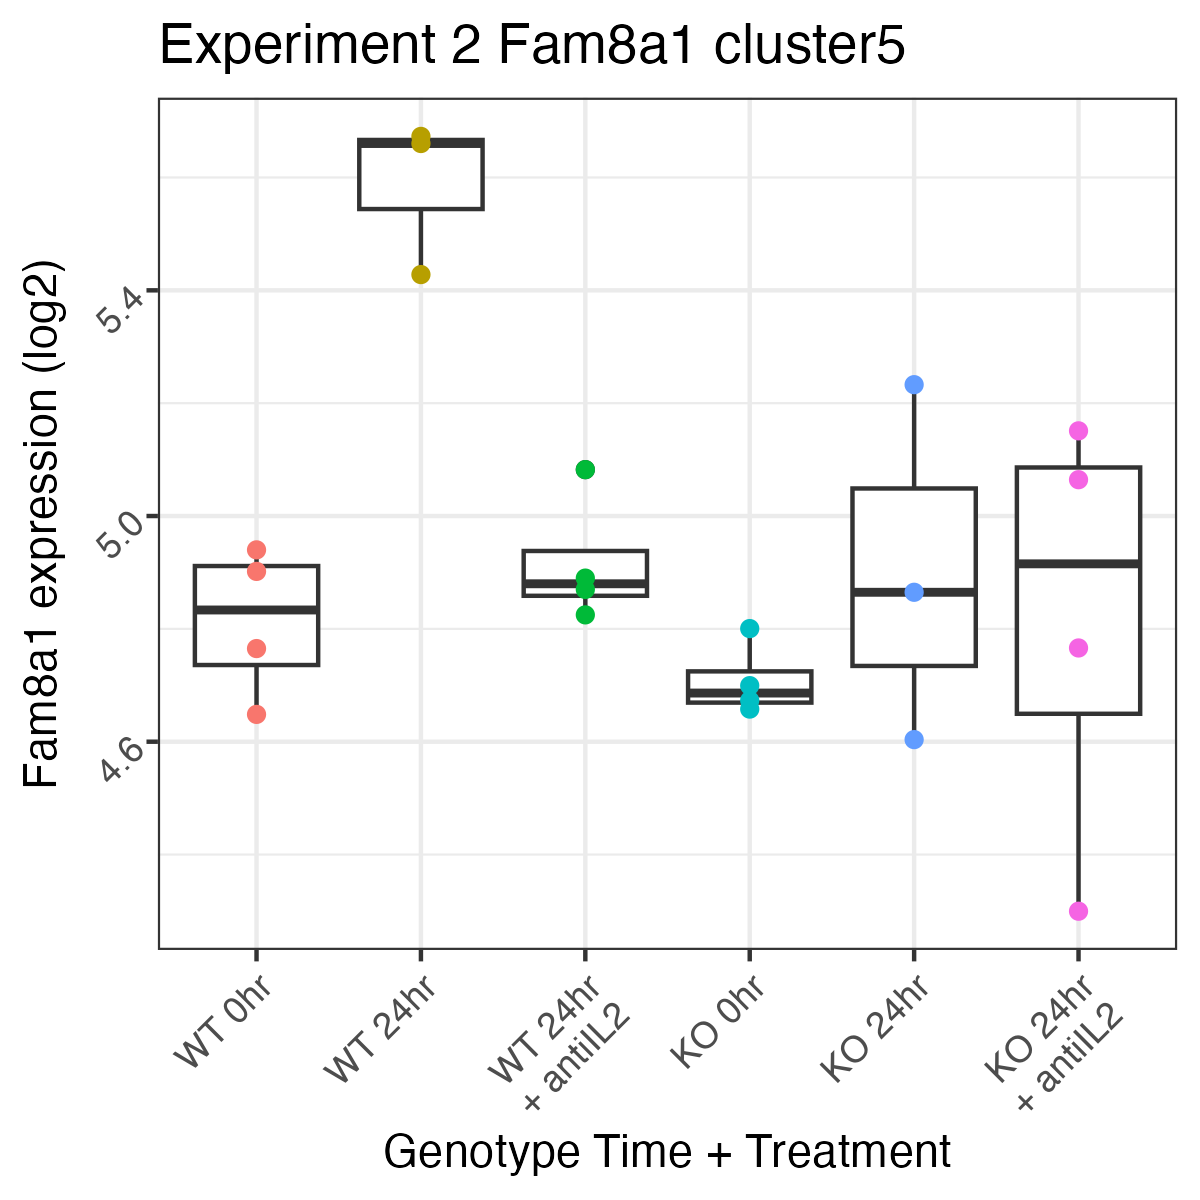 Experiment 2 Fam8a1 cluster5
Fam8a1 expression (log2)
5.4
5.0
4.6
WT 0hr
WT 24hr
WT 24hr
+ antiIL2
KO 0hr
KO 24hr
KO 24hr
+ antiIL2
Genotype Time + Treatment